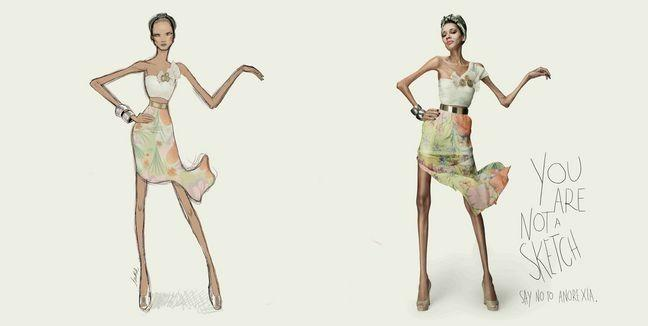 YOU
ARE
NOT A
SKETCH
SAY NO TO ANOREXIA.